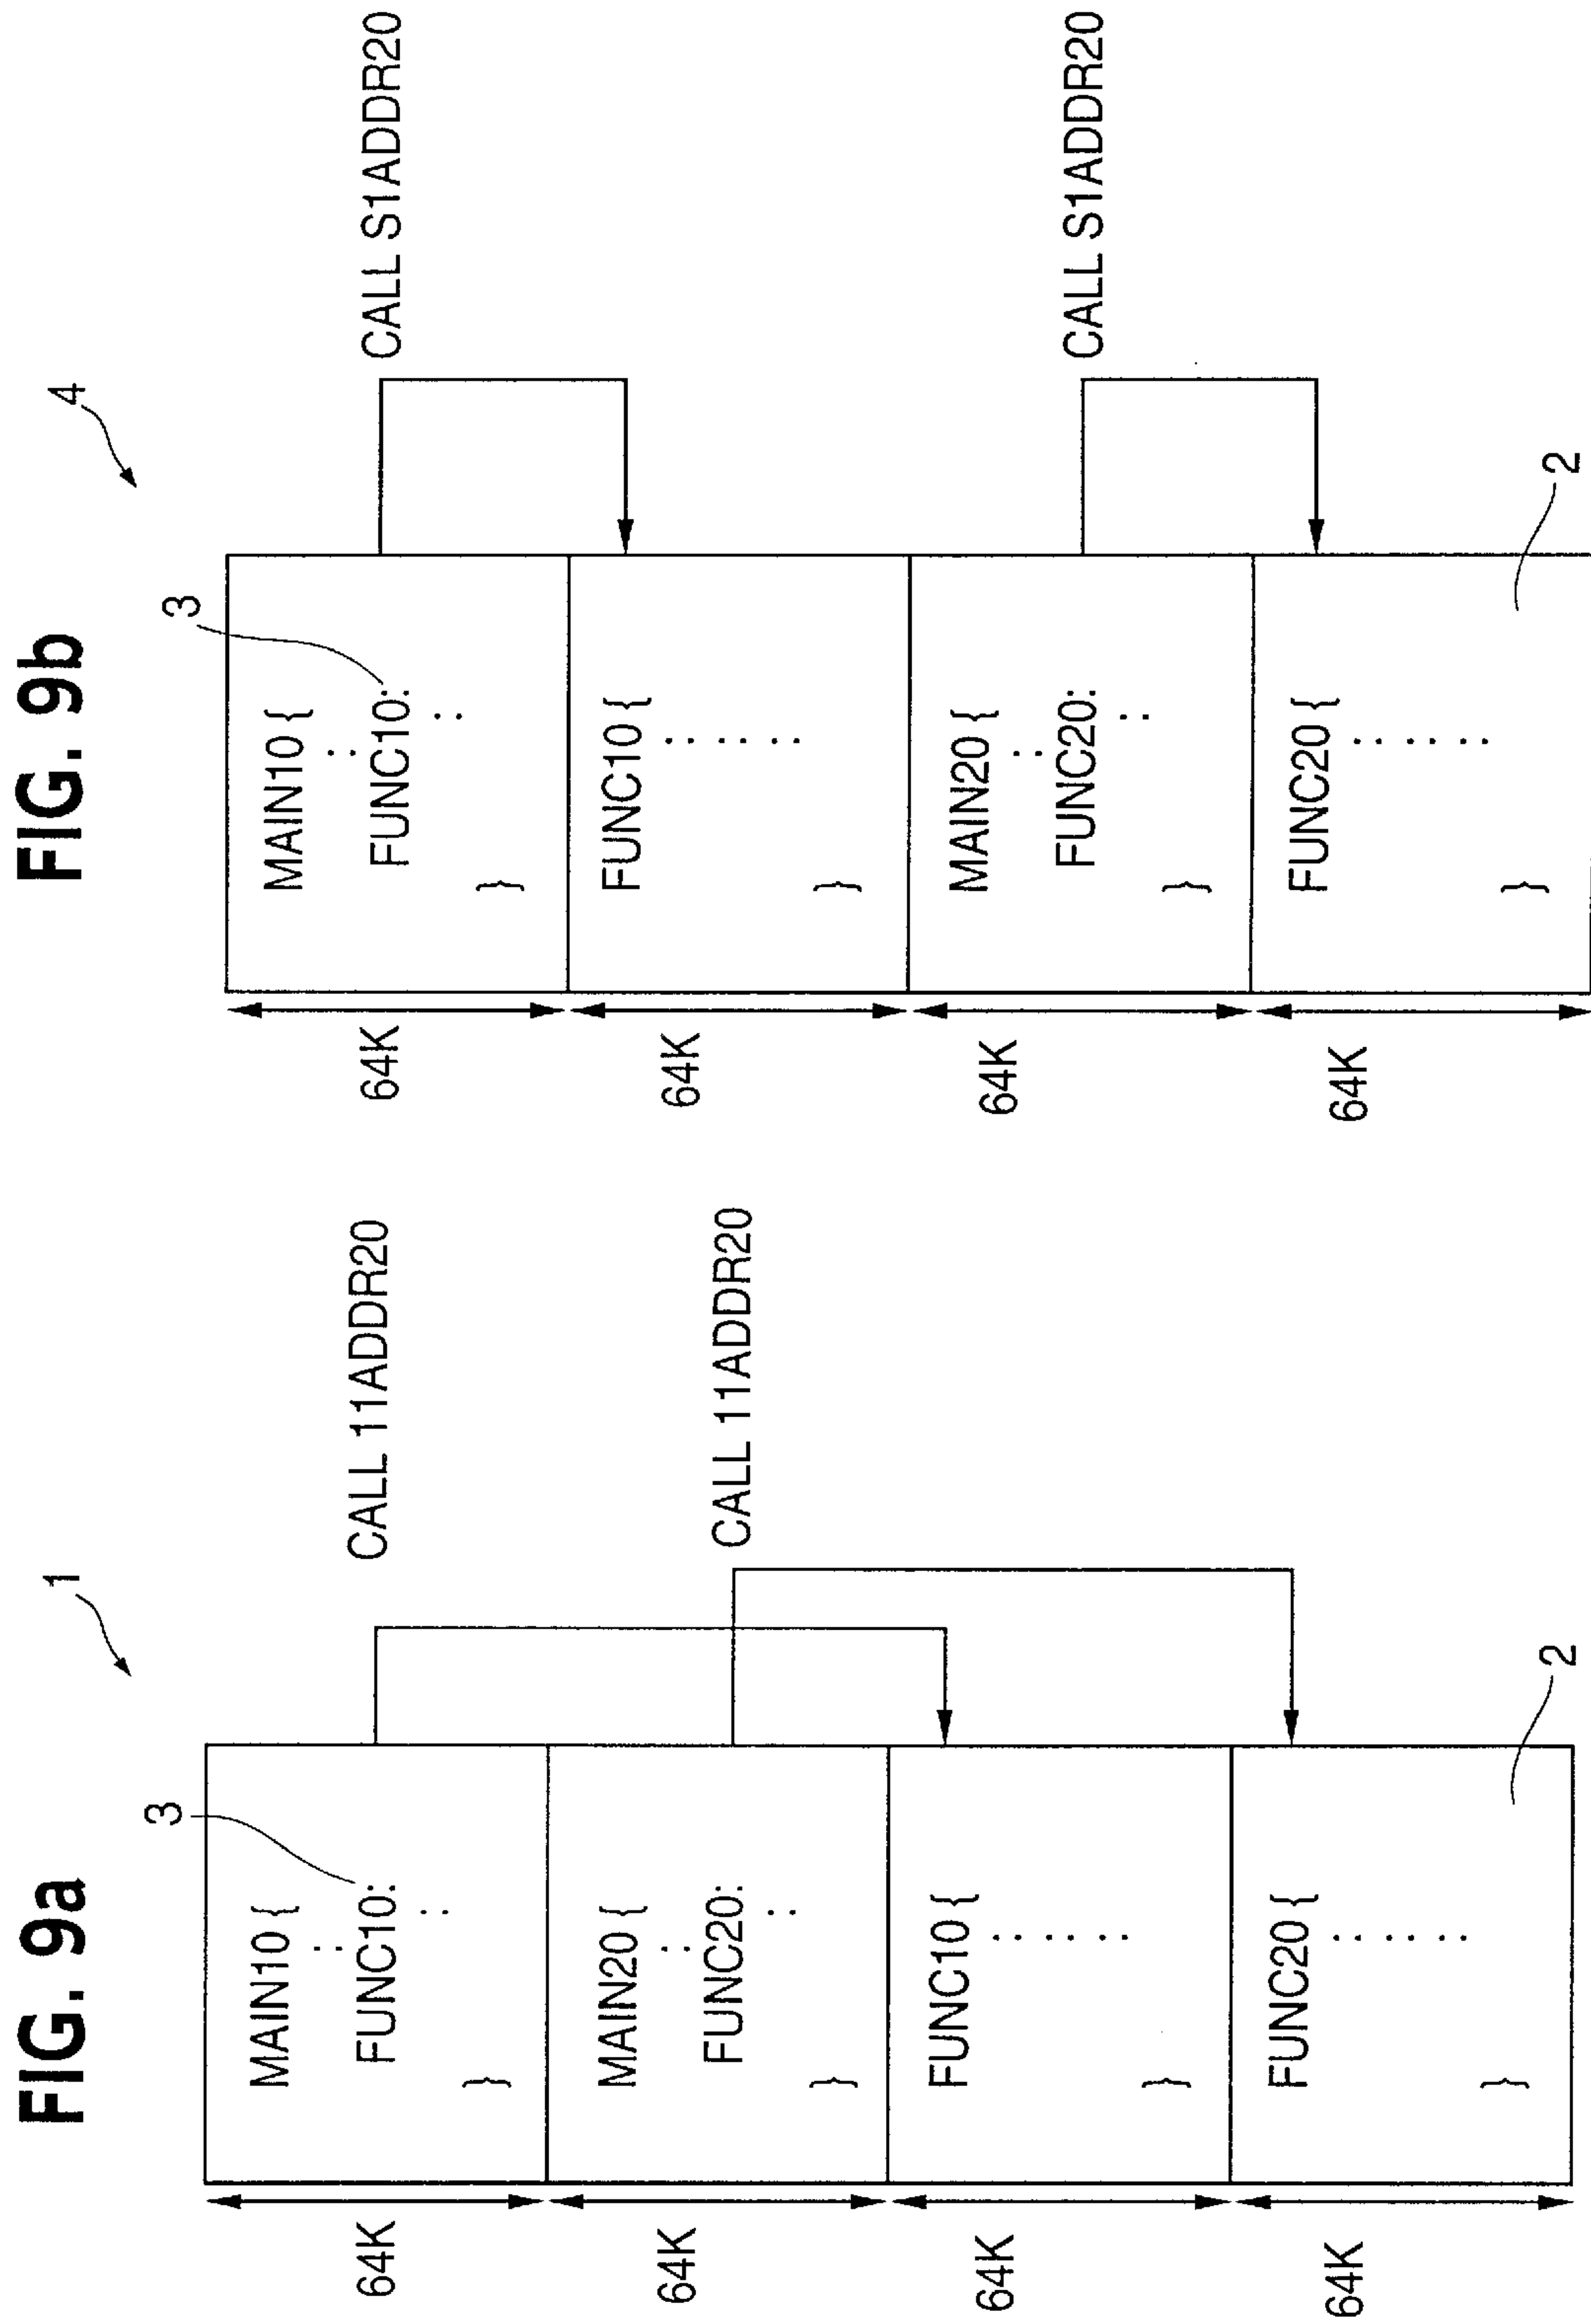 FIG. 9a
1
3
MAIN10 {
:
FUNC10:
:
}
MAIN20 {
:
FUNC20:
:
}
FUNC10 {
......
}
FUNC20 {
......
}
64K
64K
64K
64K
CALL 11ADDR20
CALL 11ADDR20
2
FIG. 9b
4
3
MAIN10 {
:
FUNC10:
:
}
FUNC10 {
......
}
MAIN20 {
:
FUNC20:
:
}
FUNC20 {
......
}
64K
64K
64K
64K
CALL S1ADDR20
CALL S1ADDR20
2